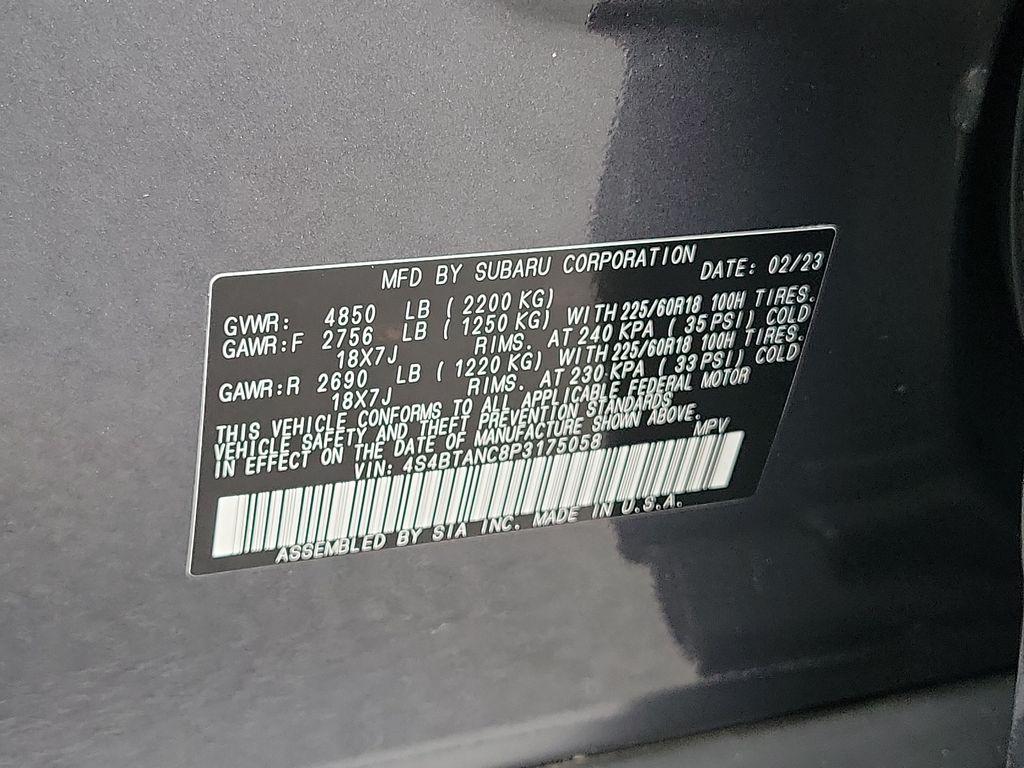 MFD BY SUBARU CORPORATION DATE: 02/23
GVWR: 4850 LB ( 2200 KG)
GAWR:F 2756 LB ( 1250 KG) WITH 225/60R18 100H TIRES.
18X7J RIMS. AT 240 KPA ( 35 PSI) COLD
GAWR:R 2690 LB ( 1220 KG) WITH 225/60R18 100H TIRES.
18X7J RIMS. AT 230 KPA ( 33 PSI) COLD
THIS VEHICLE CONFORMS TO ALL APPLICABLE FEDERAL MOTOR
VEHICLE SAFETY AND THEFT PREVENTION STANDARDS
IN EFFECT ON THE DATE OF MANUFACTURE SHOWN ABOVE.
VIN: 4S4BTANC8P3175058 MPV
ASSEMBLED BY SIA INC. MADE IN U.S.A.